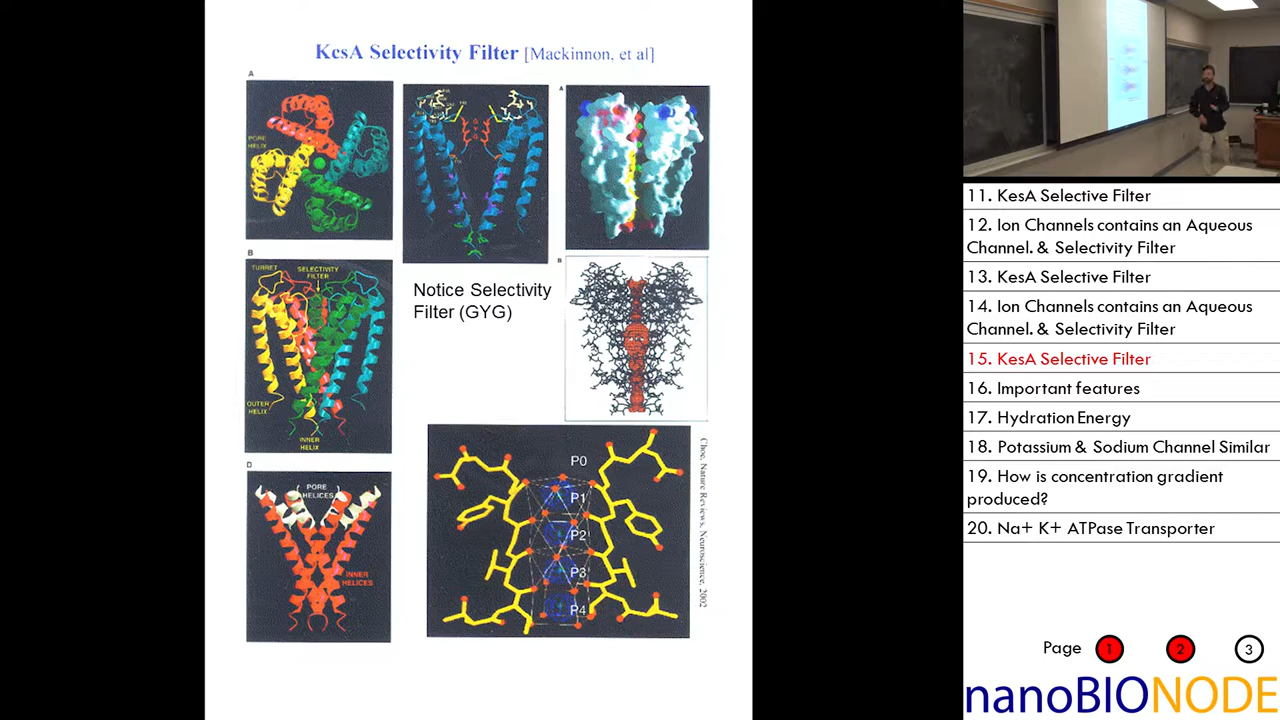 KcsA Selectivity Filter [Mackinnon, et al]
A
PORE
HELIX
A
B
TURRET
SELECTIVITY
FILTER
OUTER
HELIX
INNER
HELIX
Notice Selectivity
Filter (GYG)
B
D
PORE
HELICES
INNER
HELICES
P0
P1
P2
P3
P4
Choe, Nature Reviews, Neuroscience, 2002
11. KesA Selective Filter
12. Ion Channels contains an Aqueous
Channel. & Selectivity Filter
13. KesA Selective Filter
14. Ion Channels contains an Aqueous
Channel. & Selectivity Filter
15. KesA Selective Filter
16. Important features
17. Hydration Energy
18. Potassium & Sodium Channel Similar
19. How is concentration gradient
produced?
20. Na+ K+ ATPase Transporter
Page 1 2 3
nanoBIONODE